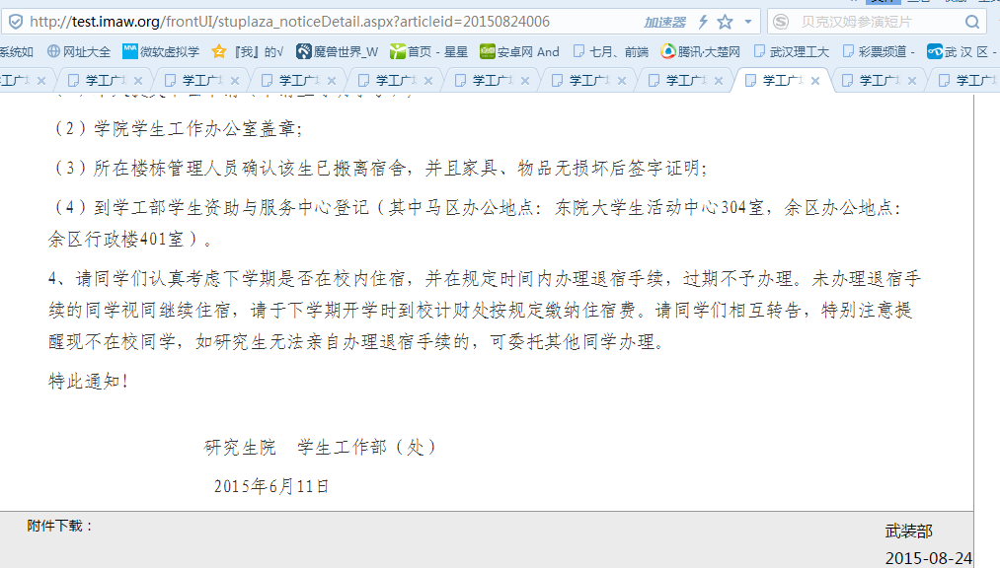 http://test.imaw.org/frontUI/stuplaza_noticeDetail.aspx?articleid=20150824006 加速器 贝克汉姆参演短片
系统如 网址大全 微软虚拟学 『我』的√ 魔兽世界_W 首页 - 星星 安卓网 And 七月、前端 腾讯·大楚网 武汉理工大 彩票频道 - 武 汉 区 -
工广 学工广 学工广 学工广 学工广 学工广 学工广 学工广 学工广 学工广 学工广
(2）学院学生工作办公室盖章；
(3）所在楼栋管理人员确认该生已搬离宿舍，并且家具、物品无损坏后签字证明；
(4）到学工部学生资助与服务中心登记（其中马区办公地点：东院大学生活动中心304室，余区办公地点：
余区行政楼401室）。
4、请同学们认真考虑下学期是否在校内住宿，并在规定时间内办理退宿手续，过期不予办理。未办理退宿手
续的同学视同继续住宿，请于下学期开学时到校计财处按规定缴纳住宿费。请同学们相互转告，特别注意提
醒现不在校同学，如研究生无法亲自办理退宿手续的，可委托其他同学办理。
特此通知！
研究生院 学生工作部（处）
2015年6月11日
附件下载：
武装部
2015-08-24